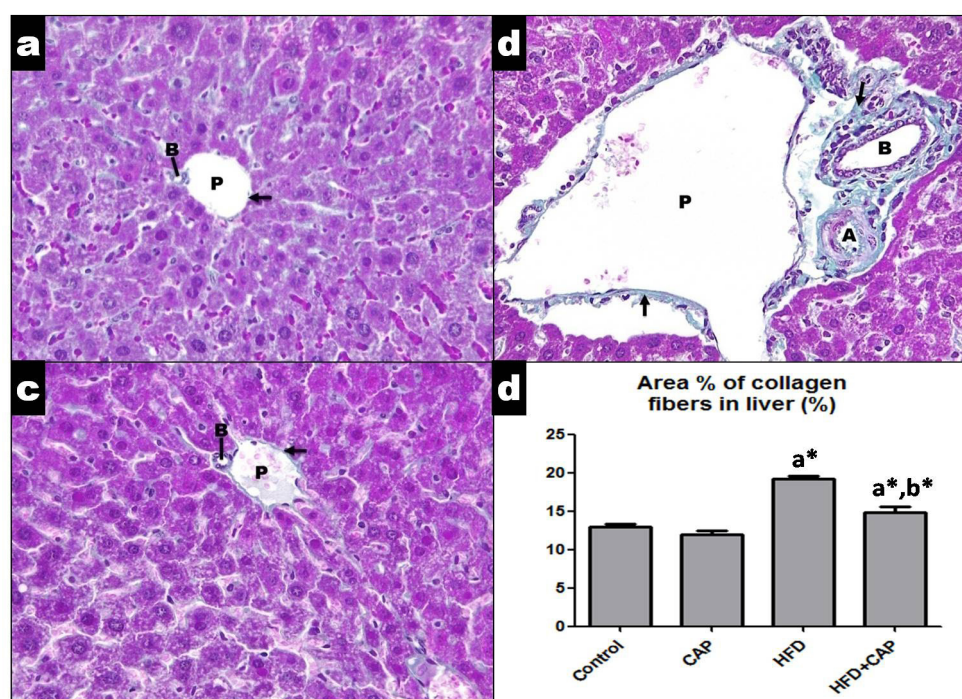 a
B
P
d
B
P
A
c
B
P
d
Area % of collagen
fibers in liver (%)
25
20
15
10
5
0
a*
a*,b*
Control
CAP
HFD
HFD+CAP